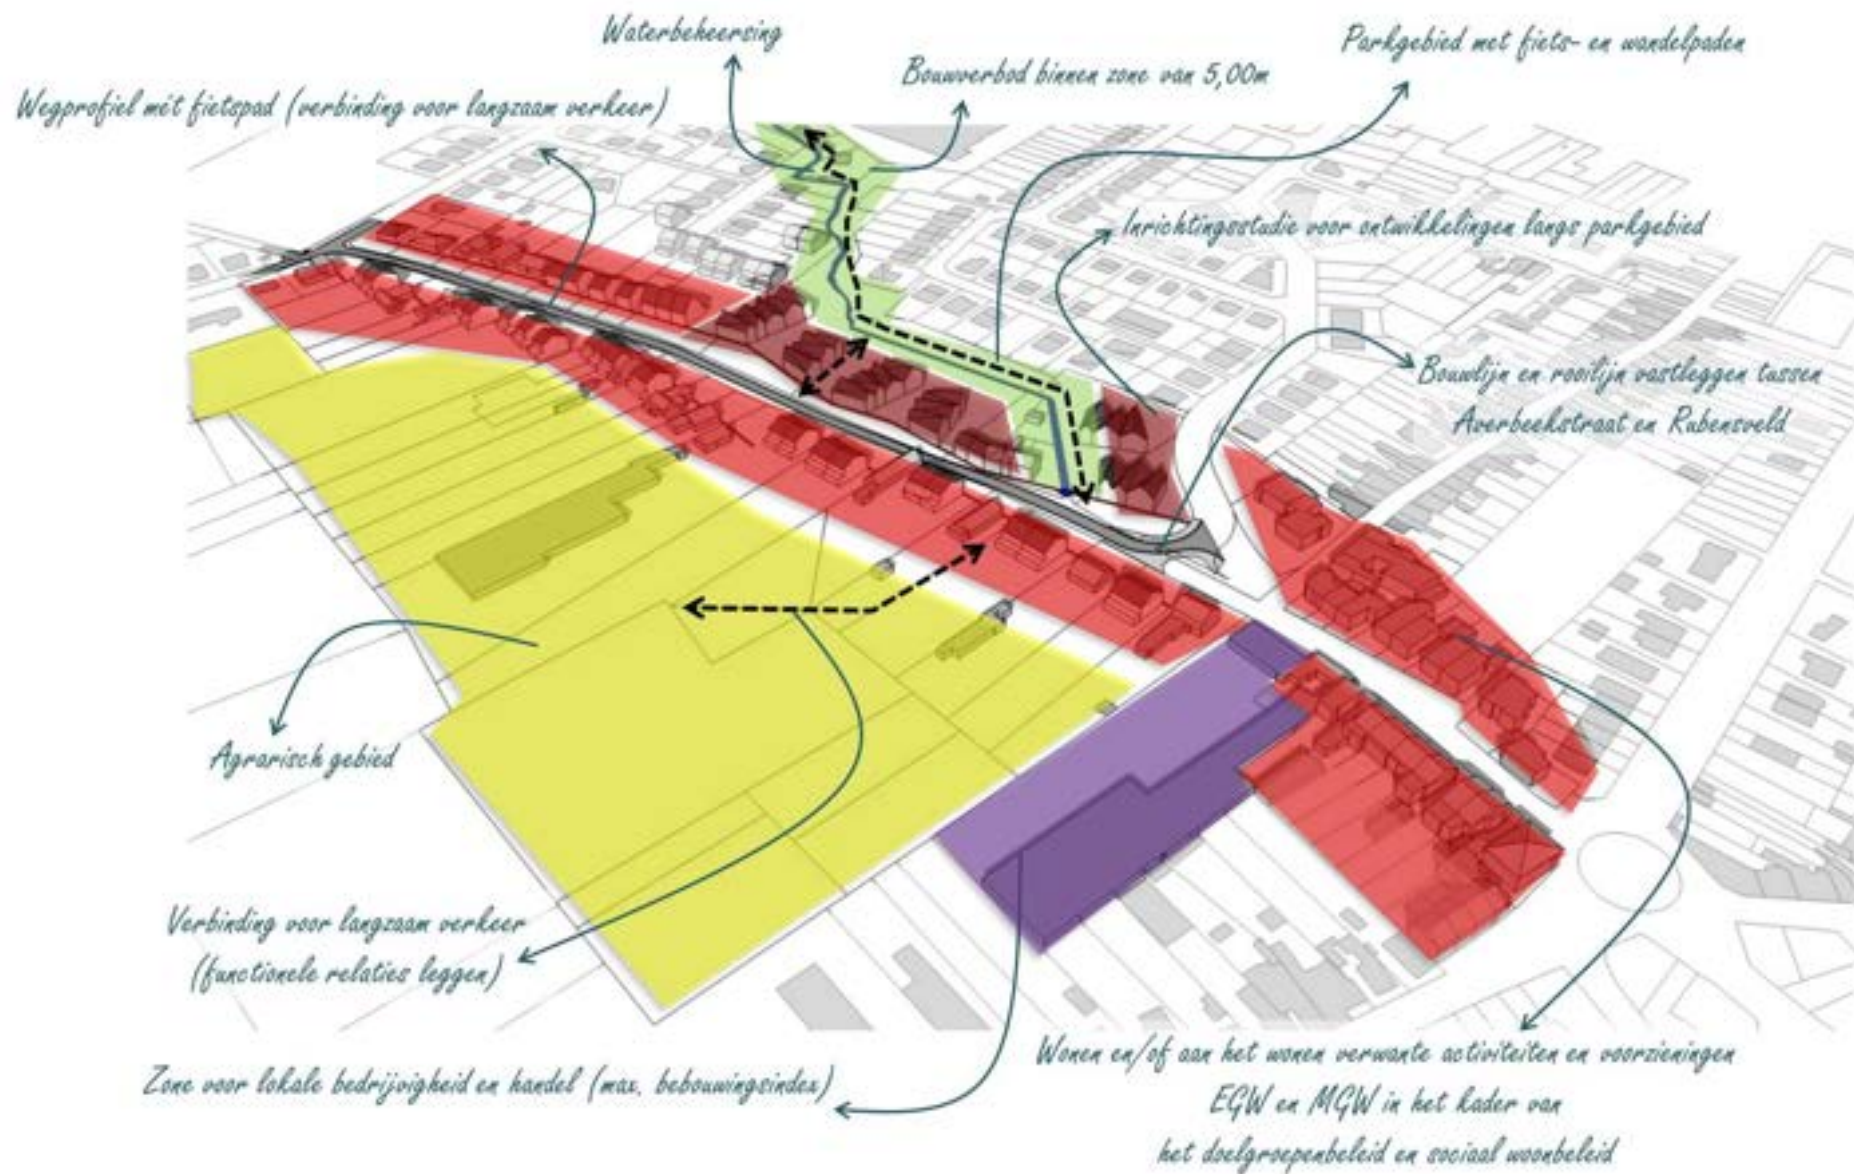 Waterbeheersing
Parkgebied met fiets- en wandelpaden
Bouwverbod binnen zone van 5,00m
Wegprofiel mét fietspad (verbinding voor langzaam verkeer)
Inrichtingsstudie voor ontwikkelingen langs parkgebied
Bouwlijn en rooilijn vastleggen tussen
Averbeekstraat en Rubensveld
Agrarisch gebied
Verbinding voor langzaam verkeer
(functionele relaties leggen)
Zone voor lokale bedrijvigheid en handel (max. bebouwingsindex)
Wonen en/of aan het wonen verwante activiteiten en voorzieningen
EGW en MGW in het kader van
het doelgroepenbeleid en sociaal woonbeleid